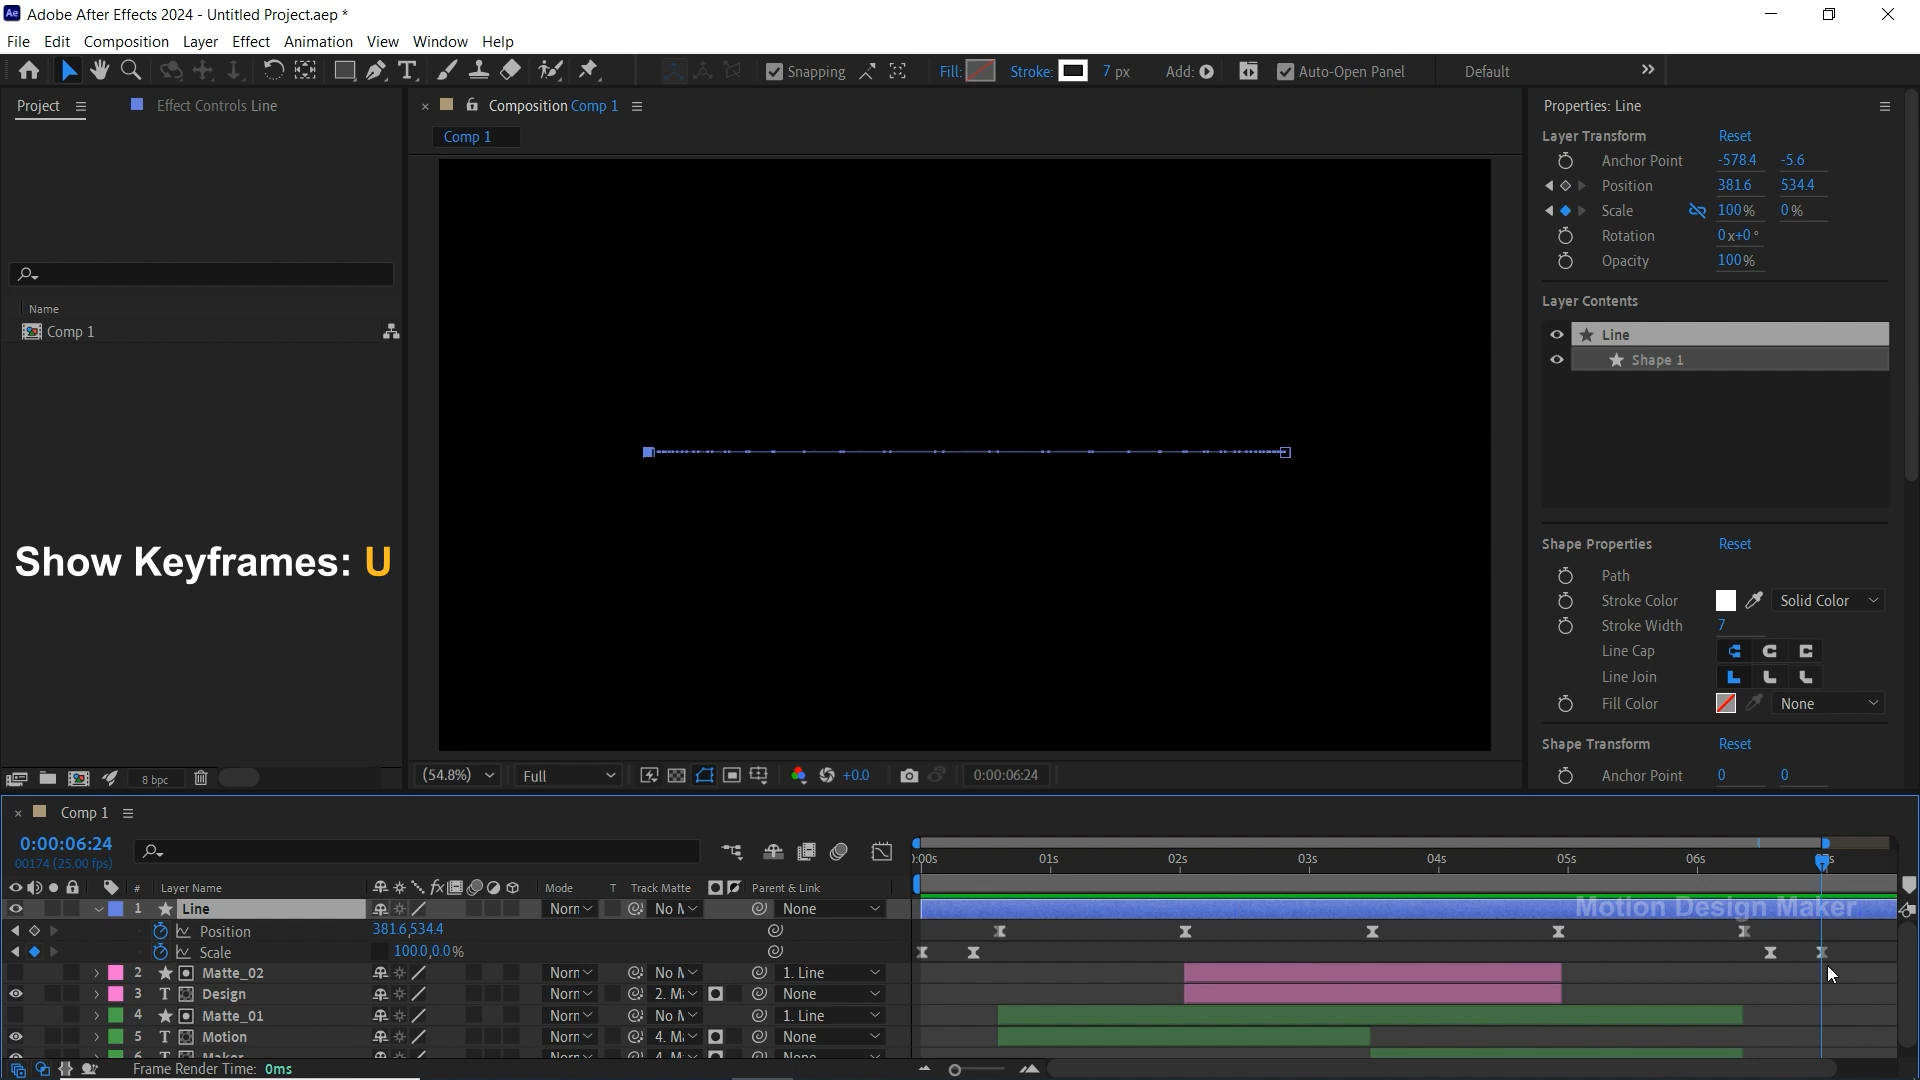 Adobe After Effects 2024 - Untitled Project.aep *
File Edit Composition Layer Effect Animation View Window Help
Snapping Fill: Stroke: 7 px Add: Auto-Open Panel Default
Project Effect Controls Line
Composition Comp 1
Comp 1
Name
Comp 1
Show Keyframes: U
8 bpc
(54.8%) Full +0.0 0:00:06:24
Properties: Line
Layer Transform Reset
Anchor Point -578.4 -5.6
Position 381.6 534.4
Scale 100% 0%
Rotation 0x+0°
Opacity 100%
Layer Contents
Line
Shape 1
Shape Properties Reset
Path
Stroke Color Solid Color
Stroke Width 7
Line Cap
Line Join
Fill Color None
Shape Transform Reset
Anchor Point 0 0
Comp 1
0:00:06:24
00174 (25.00 fps)
:00s 01s 02s 03s 04s 05s 06s
# Layer Name Mode T Track Matte Parent & Link
1 Line Norn No M None
Motion Design Maker
Position 381.6,534.4
Scale 100.0,0.0%
2 Matte_02 Norn No M 1. Line
3 Design Norn 2. Ma None
4 Matte_01 Norn No M 1. Line
5 Motion Norn 4. M None
Frame Render Time: 0ms